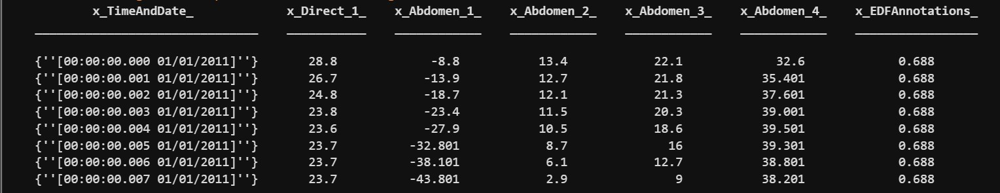 x_TimeAndDate_ x_Direct_1_ x_Abdomen_1_ x_Abdomen_2_ x_Abdomen_3_ x_Abdomen_4_ x_EDFAnnotations_
{''[00:00:00.000 01/01/2011]''} 28.8 -8.8 13.4 22.1 32.6 0.688
{''[00:00:00.001 01/01/2011]''} 26.7 -13.9 12.7 21.8 35.401 0.688
{''[00:00:00.002 01/01/2011]''} 24.8 -18.7 12.1 21.3 37.601 0.688
{''[00:00:00.003 01/01/2011]''} 23.8 -23.4 11.5 20.3 39.001 0.688
{''[00:00:00.004 01/01/2011]''} 23.6 -27.9 10.5 18.6 39.501 0.688
{''[00:00:00.005 01/01/2011]''} 23.7 -32.801 8.7 16 39.301 0.688
{''[00:00:00.006 01/01/2011]''} 23.7 -38.101 6.1 12.7 38.801 0.688
{''[00:00:00.007 01/01/2011]''} 23.7 -43.801 2.9 9 38.201 0.688